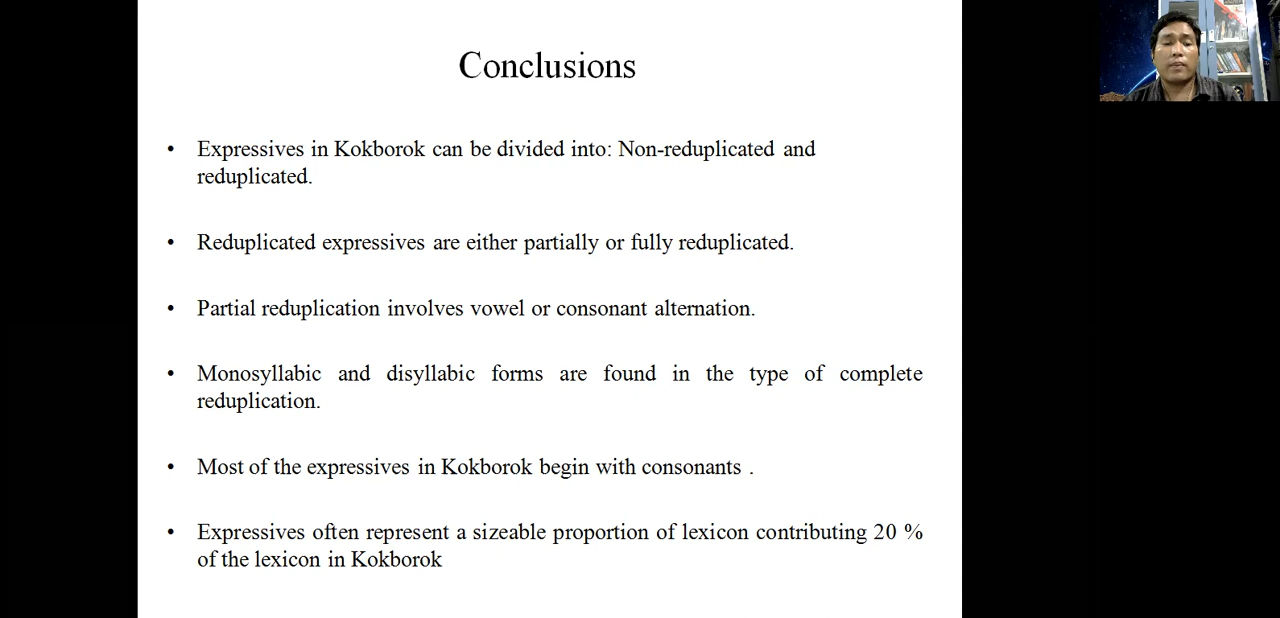 Conclusions
• Expressives in Kokborok can be divided into: Non-reduplicated and
reduplicated.
• Reduplicated expressives are either partially or fully reduplicated.
• Partial reduplication involves vowel or consonant alternation.
• Monosyllabic and disyllabic forms are found in the type of complete
reduplication.
• Most of the expressives in Kokborok begin with consonants .
• Expressives often represent a sizeable proportion of lexicon contributing 20 %
of the lexicon in Kokborok